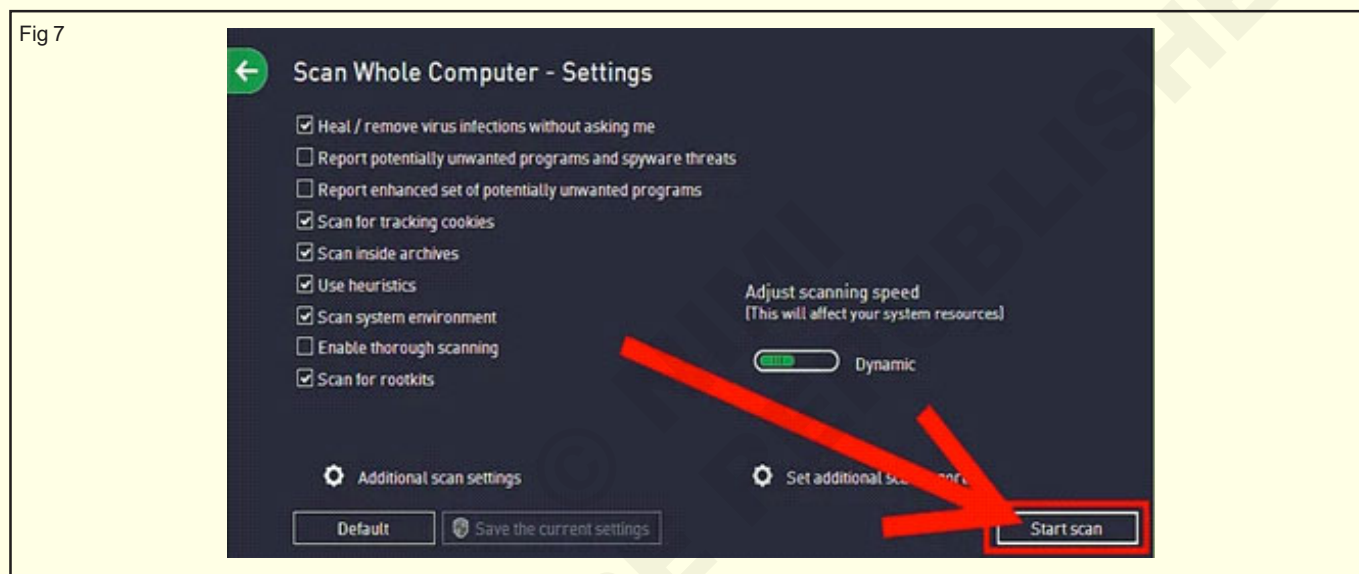 Fig 7
Scan Whole Computer - Settings
Heal / remove virus infections without asking me
Report potentially unwanted programs and spyware threats
Report enhanced set of potentially unwanted programs
Scan for tracking cookies
Scan inside archives
Use heuristics
Scan system environment
Enable thorough scanning
Scan for rootkits
Adjust scanning speed
(This will affect your system resources)
Dynamic
Additional scan settings
Set additional
Default
Save the current settings
Start scan
© NIMI